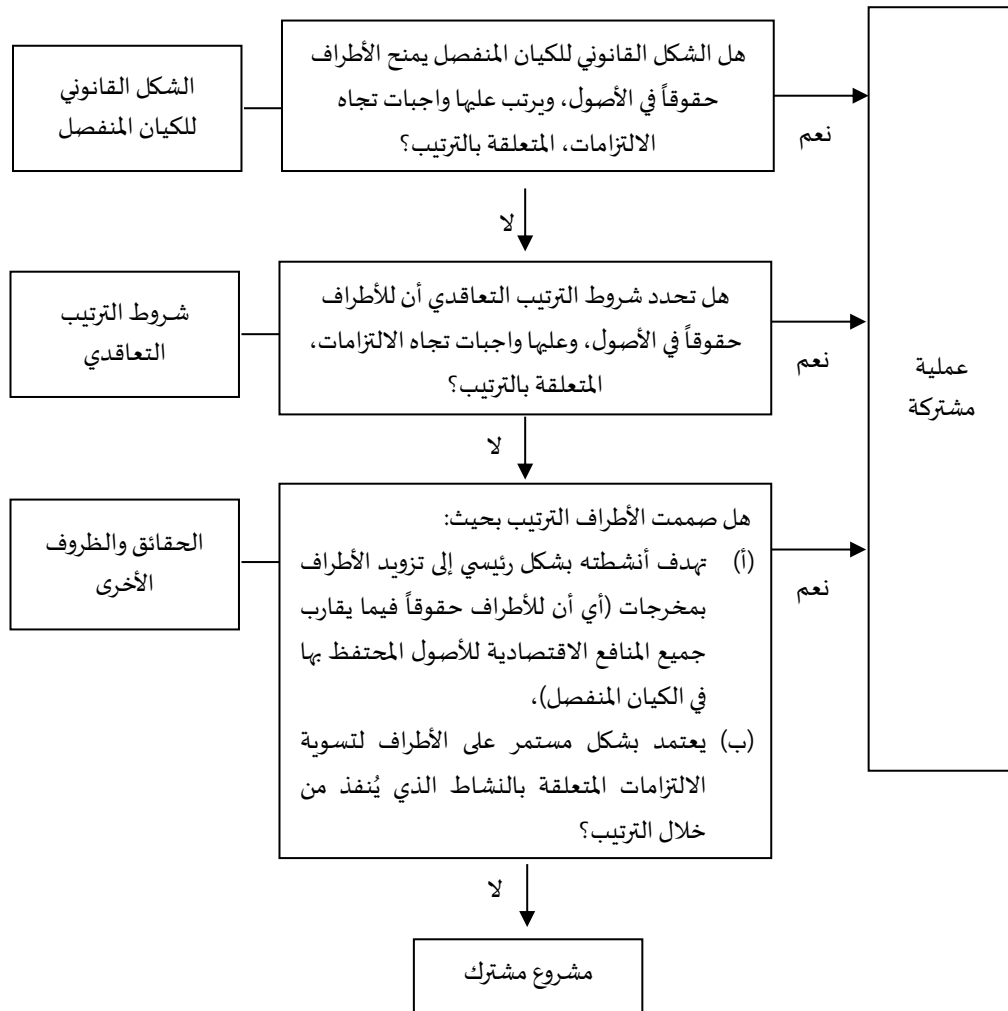 الشكل القانوني
للكيان المنفصل
هل الشكل القانوني للكيان المنفصل يمنح الأطراف
حقوقاً في الأصول، ويرتب عليها واجبات تجاه
الالتزامات، المتعلقة بالترتيب؟
نعم
لا
شروط الترتيب
التعاقدي
هل تحدد شروط الترتيب التعاقدي أن للأطراف
حقوقاً في الأصول، وعليها واجبات تجاه الالتزامات،
المتعلقة بالترتيب؟
نعم
عملية
مشتركة
لا
الحقائق والظروف
الأخرى
هل صممت الأطراف الترتيب بحيث:
(أ) تهدف أنشطته بشكل رئيسي إلى تزويد الأطراف
بمخرجات (أي أن للأطراف حقوقاً فيما يقارب
جميع المنافع الاقتصادية للأصول المحتفظ بها
في الكيان المنفصل)،
(ب) يعتمد بشكل مستمر على الأطراف لتسوية
الالتزامات المتعلقة بالنشاط الذي يُنفذ من
خلال الترتيب؟
نعم
لا
مشروع مشترك